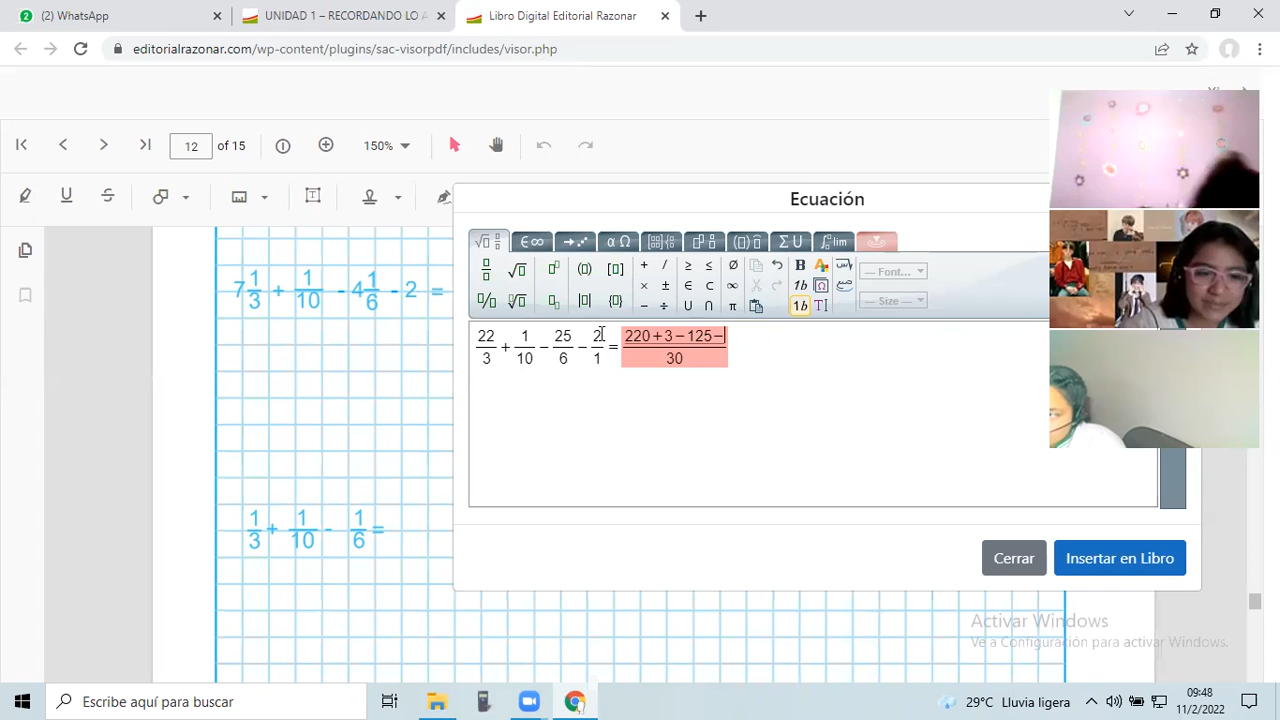 2 (2) WhatsApp
UNIDAD 1 – RECORDANDO LO A
Libro Digital Editorial Razonar
editorialrazonar.com/wp-content/plugins/sac-visorpdf/includes/visor.php
12 of 15
150%
Ecuación
— Font...
— Size —
7 1/3 + 1/10 - 4 1/6 - 2 =
22/3 + 1/10 − 25/6 − 2/1 = 220+3−125−/30
1/3 + 1/10 - 1/6 =
Cerrar
Insertar en Libro
Activar Windows
Ve a Configuración para activar Windows.
Escribe aquí para buscar
29°C Lluvia ligera
09:48
11/2/2022